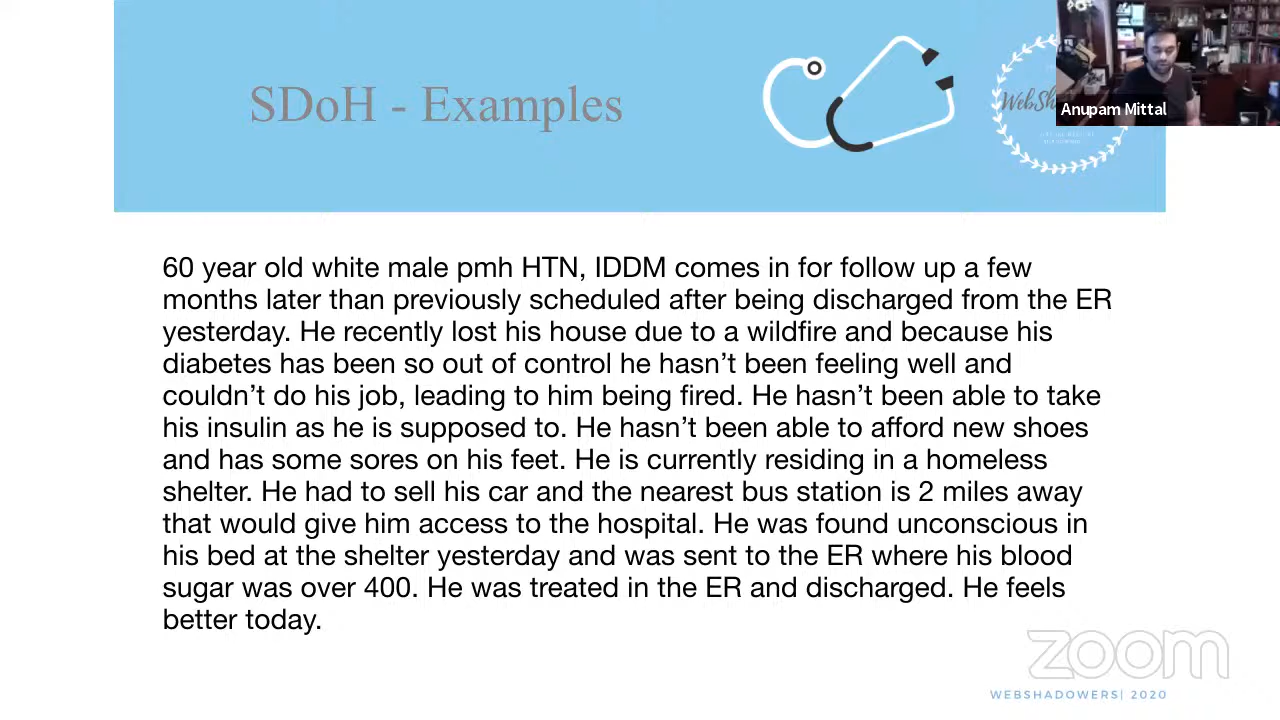 SDoH - Examples
WebSh
Anupam Mittal
60 year old white male pmh HTN, IDDM comes in for follow up a few
months later than previously scheduled after being discharged from the ER
yesterday. He recently lost his house due to a wildfire and because his
diabetes has been so out of control he hasn’t been feeling well and
couldn’t do his job, leading to him being fired. He hasn’t been able to take
his insulin as he is supposed to. He hasn’t been able to afford new shoes
and has some sores on his feet. He is currently residing in a homeless
shelter. He had to sell his car and the nearest bus station is 2 miles away
that would give him access to the hospital. He was found unconscious in
his bed at the shelter yesterday and was sent to the ER where his blood
sugar was over 400. He was treated in the ER and discharged. He feels
better today.
zoom
WEBSHADOWERS| 2020